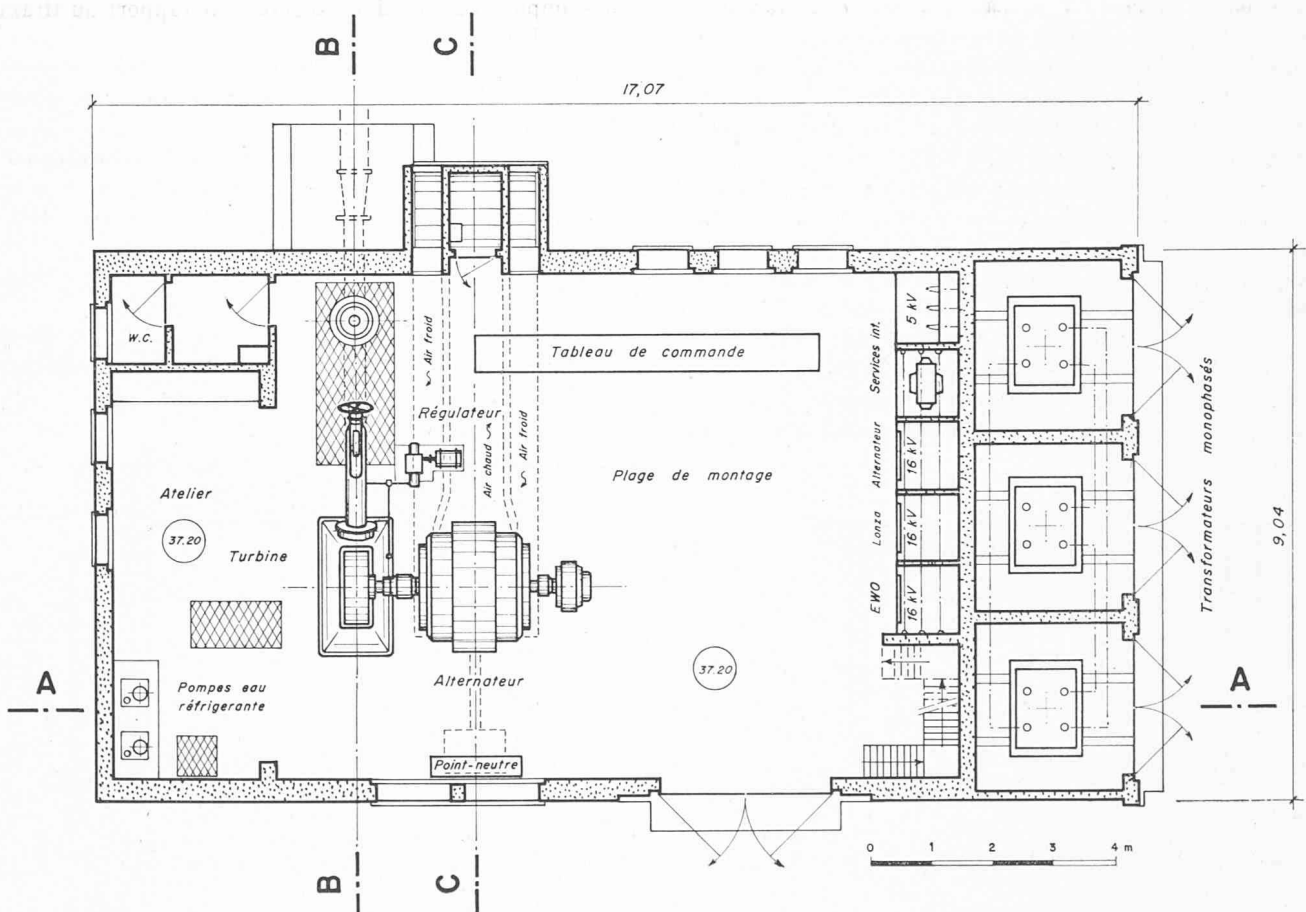 B
C
17,07
W.C.
Air froid
Tableau de commande
Services int.
5 kV
Régulateur
Air chaud
Air froid
Plage de montage
Alternateur
16 kV
Transformateurs monophasés
9,04
Atelier
37.20
Turbine
Lonza
16 kV
EWO
16 kV
37.20
A
Pompes eau
réfrigerante
Alternateur
A
Point-neutre
0 1 2 3 4 m
B
C